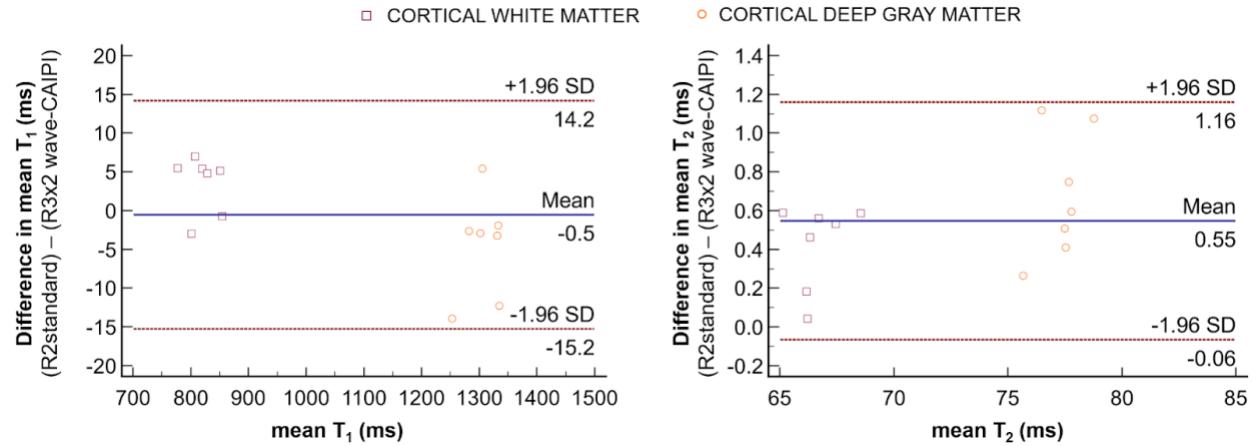 CORTICAL WHITE MATTER
CORTICAL DEEP GRAY MATTER
Difference in mean T1 (ms)
(R2standard) – (R3x2 wave-CAIPI)
20
15
10
5
0
-5
-10
-15
-20
+1.96 SD
14.2
Mean
-0.5
-1.96 SD
-15.2
700 800 900 1000 1100 1200 1300 1400 1500
mean T1 (ms)
Difference in mean T2 (ms)
(R2standard) – (R3x2 wave-CAIPI)
1.4
1.2
1.0
0.8
0.6
0.4
0.2
0.0
-0.2
+1.96 SD
1.16
Mean
0.55
-1.96 SD
-0.06
65 70 75 80 85
mean T2 (ms)